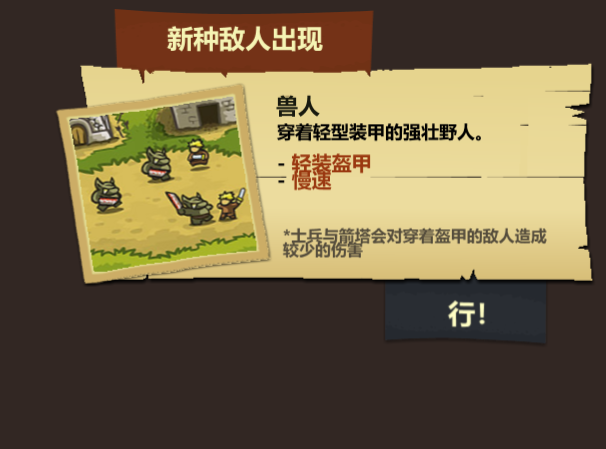 新种敌人出现
兽人
穿着轻型装甲的强壮野人。
- 轻装盔甲
- 慢速
*士兵与箭塔会对穿着盔甲的敌人造成
较少的伤害
行!